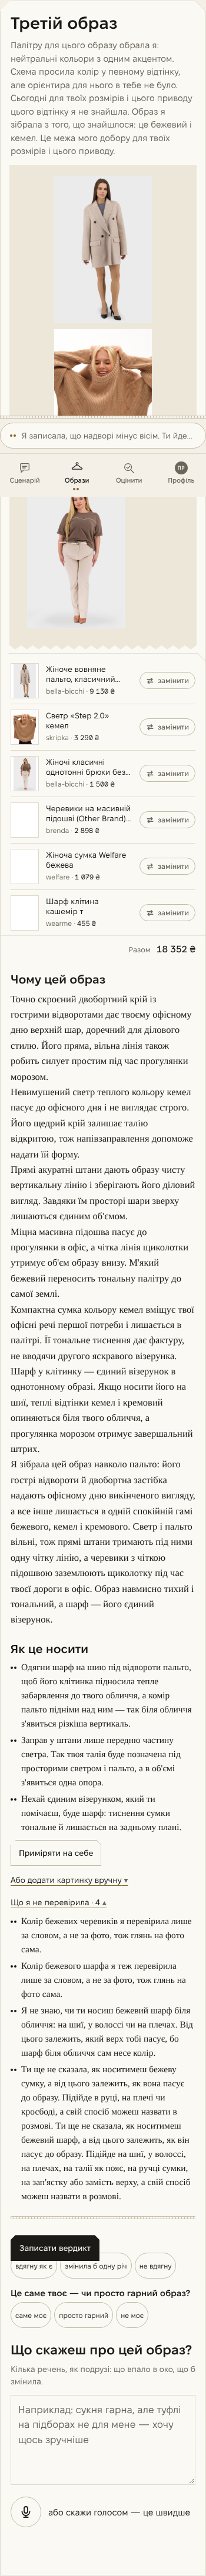 Третій образ
Палітру для цього образу обрала я:
нейтральні кольори з одним акцентом.
Схема просила колір у певному відтінку,
але орієнтира для нього в тебе не було.
Сьогодні для твоїх розмірів і цього приводу
цього відтінку я не знайшла. Образ я
зібрала з того, що знайшлося: це бежевий і
кемел. Це межа мого добору для твоїх
розмірів і цього приводу.
Я записала, що надворі мінус вісім. Ти йде...
Сценарій
Образи
Оцінити
ПР
Профіль
Жіноче вовняне
пальто, класичний...
bella-bicchi · 9 130 ₴
замінити
Светр «Step 2.0»
кемел
skripka · 3 290 ₴
замінити
Жіночі класичні
однотонні брюки без...
bella-bicchi · 1 500 ₴
замінити
Черевики на масивній
підошві (Other Brand)...
brenda · 2 898 ₴
замінити
Жіноча сумка Welfare
бежева
welfare · 1 079 ₴
замінити
Шарф клітина
кашемір т
wearme · 455 ₴
замінити
Разом 18 352 ₴
Чому цей образ
Точно скроєний двобортний крій із
гострими відворотами дає твоєму офісному
дню верхній шар, доречний для ділового
стилю. Його пряма, вільна лінія також
робить силует простим під час прогулянки
морозом.
Невимушений светр теплого кольору кемел
пасує до офісного дня і не виглядає строго.
Його щедрий крій залишає талію
відкритою, тож напівзаправлення допоможе
надати їй форму.
Прямі акуратні штани дають образу чисту
вертикальну лінію і зберігають його діловий
вигляд. Завдяки їм просторі шари зверху
лишаються єдиним об'ємом.
Міцна масивна підошва пасує до
прогулянки в офіс, а чітка лінія щиколотки
утримує об'єм образу внизу. М'який
бежевий переносить тональну палітру до
самої землі.
Компактна сумка кольору кемел вміщує твої
офісні речі першої потреби і лишається в
палітрі. Її тональне тиснення дає фактуру,
не вводячи другого яскравого візерунка.
Шарф у клітинку — єдиний візерунок в
однотонному образі. Якщо носити його на
шиї, теплі відтінки кемел і кремовий
опиняються біля твого обличчя, а
прогулянка морозом отримує завершальний
штрих.
Я зібрала цей образ навколо пальто: його
гострі відвороти й двобортна застібка
надають офісному дню викінченого вигляду,
а все інше лишається в одній спокійній гамі
бежевого, кемел і кремового. Светр і пальто
вільні, тож прямі штани тримають під ними
одну чітку лінію, а черевики з чіткою
підошвою заземлюють щиколотку під час
твоєї дороги в офіс. Образ навмисно тихий і
тональний, а шарф — його єдиний
візерунок.
Як це носити
Одягни шарф на шию під відвороти пальто,
щоб його клітинка підносила тепле
забарвлення до твого обличчя, а комір
пальто підніми над ним — так біля обличчя
з'явиться різкіша вертикаль.
Заправ у штани лише передню частину
светра. Так твоя талія буде позначена під
просторими светром і пальто, а в об'ємі
з'явиться одна опора.
Нехай єдиним візерунком, який ти
помічаєш, буде шарф: тиснення сумки
тональне й лишається на задньому плані.
Приміряти на себе
Або додати картинку вручну ▾
Що я не перевірила · 4 ▴
Колір бежевих черевиків я перевірила лише
за словом, а не за фото, тож глянь на фото
сама.
Колір бежевого шарфа я теж перевірила
лише за словом, а не за фото, тож глянь на
фото сама.
Я не знаю, чи ти носиш бежевий шарф біля
обличчя: на шиї, у волоссі чи на плечах. Від
цього залежить, який верх тобі пасує, бо
шарф біля обличчя сам несе колір.
Ти ще не сказала, як носитимеш бежеву
сумку, а від цього залежить, як вона пасує
до образу. Підійде в руці, на плечі чи
кросбоді, а свій спосіб можеш назвати в
розмові. Ти ще не сказала, як носитимеш
бежевий шарф, а від цього залежить, як він
пасує до образу. Підійде на шиї, у волоссі,
на плечах, на талії як пояс, на ручці сумки,
на зап'ястку або замість верху, а свій спосіб
можеш назвати в розмові.
Записати вердикт
вдягну як є
змінила б одну річ
не вдягну
Це саме твоє — чи просто гарний образ?
саме моє
просто гарний
не моє
Що скажеш про цей образ?
Кілька речень, як подрузі: що впало в око, що б
змінила.
Наприклад: сукня гарна, але туфлі
на підборах не для мене — хочу
щось зручніше
або скажи голосом — це швидше